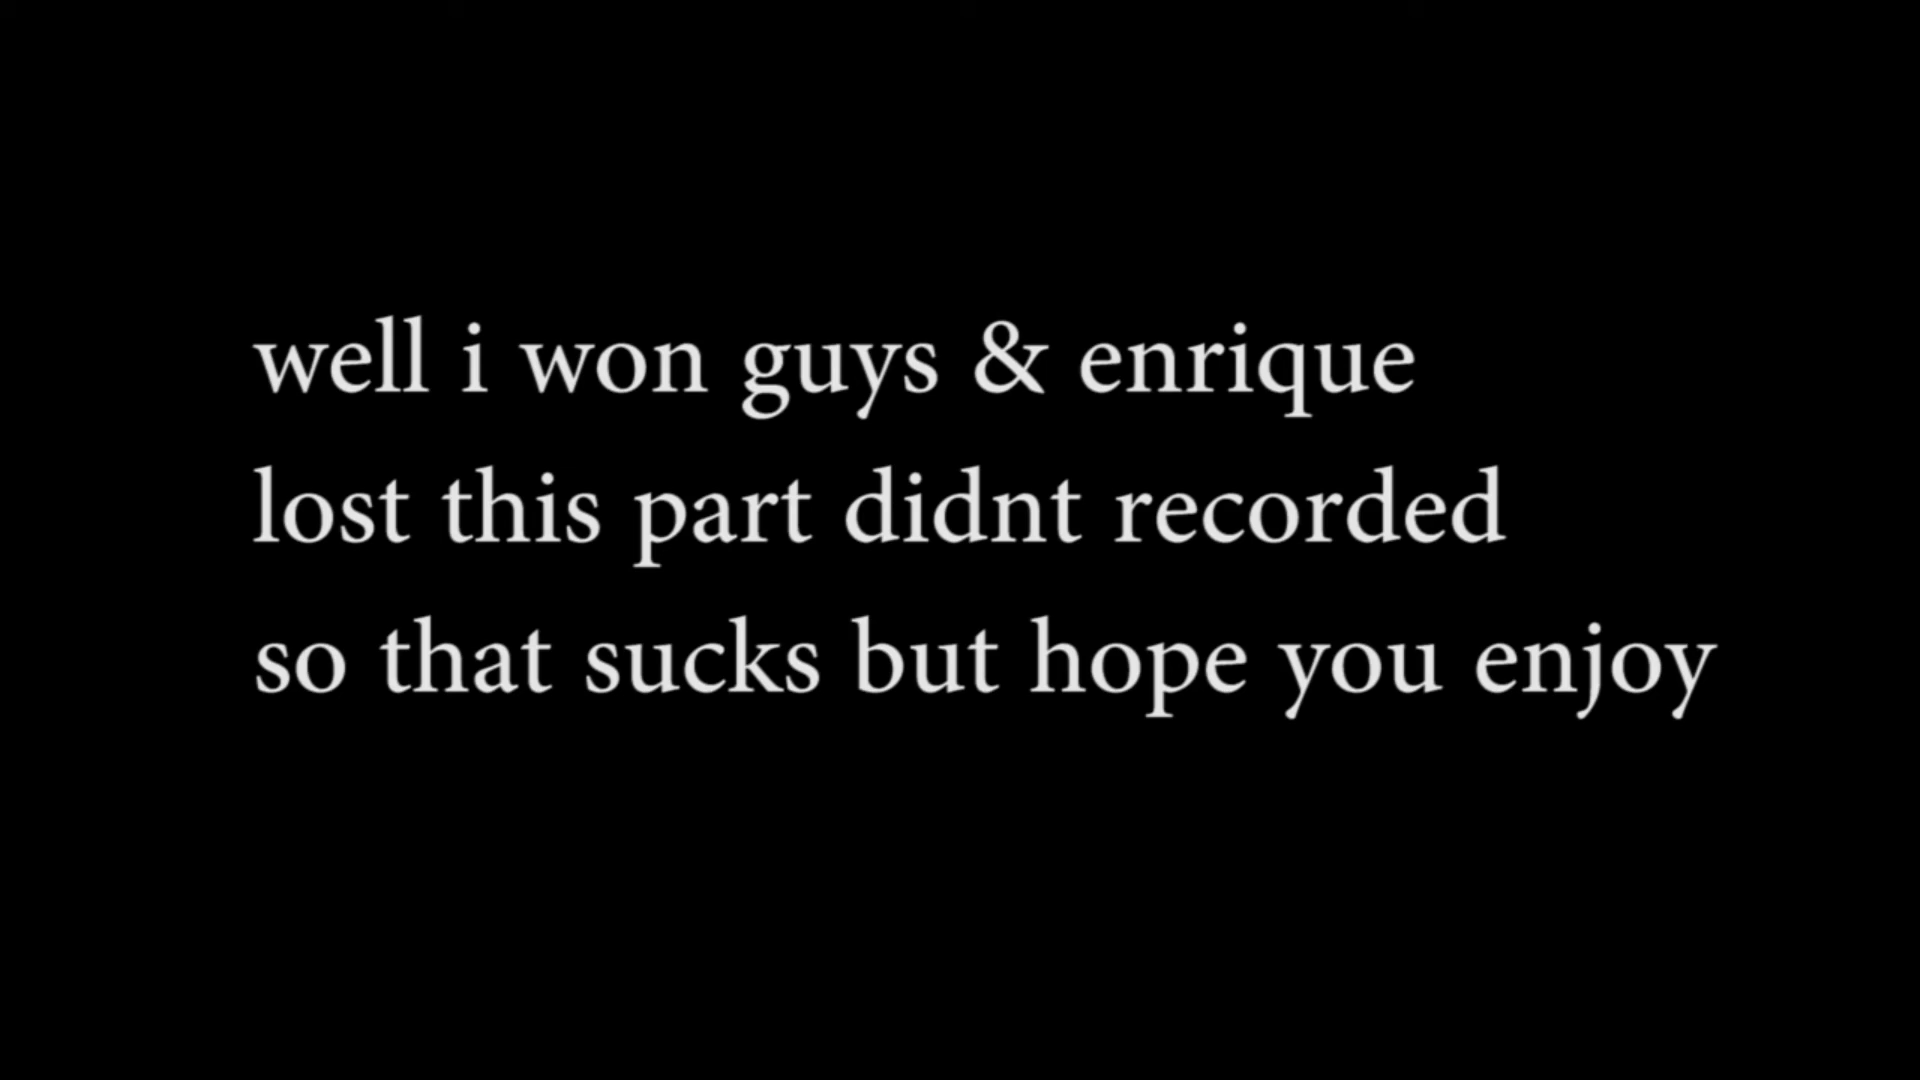 well i won guys & enrique
lost this part didnt recorded
so that sucks but hope you enjoy